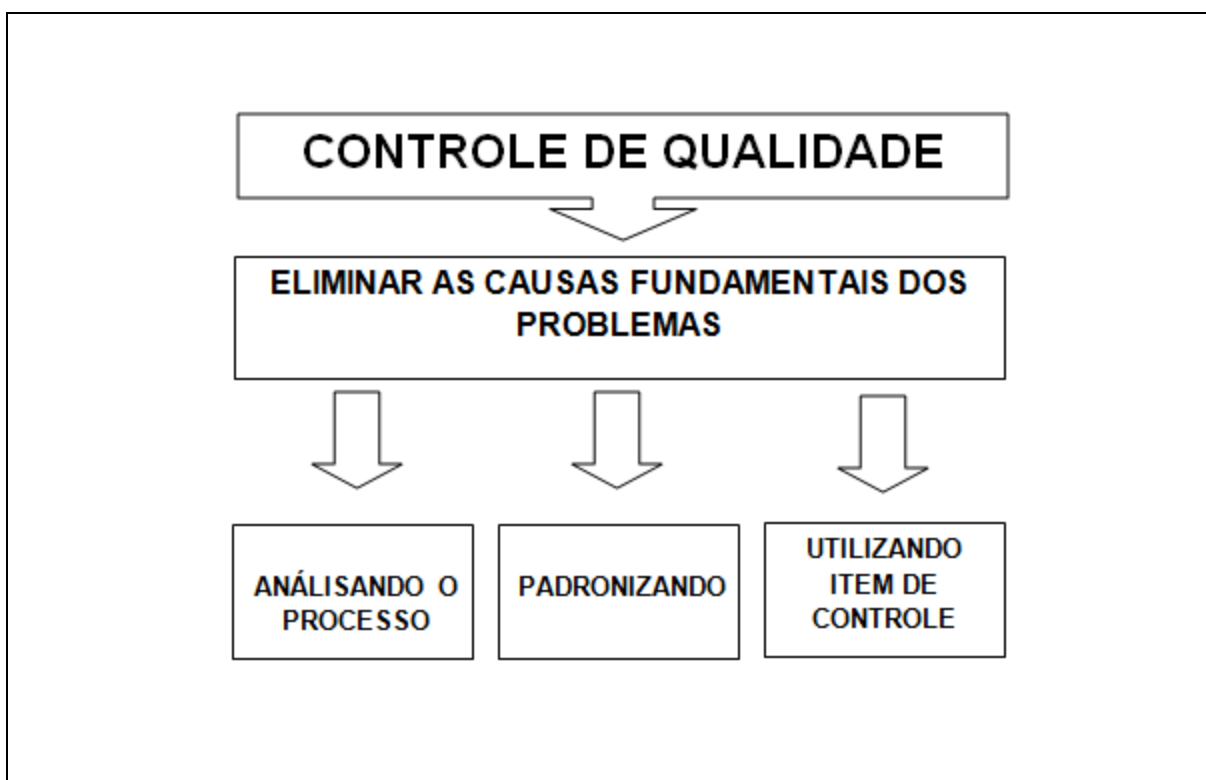 CONTROLE DE QUALIDADE
ELIMINAR AS CAUSAS FUNDAMENTAIS DOS
PROBLEMAS
ANÁLISANDO O
PROCESSO
PADRONIZANDO
UTILIZANDO
ITEM DE
CONTROLE